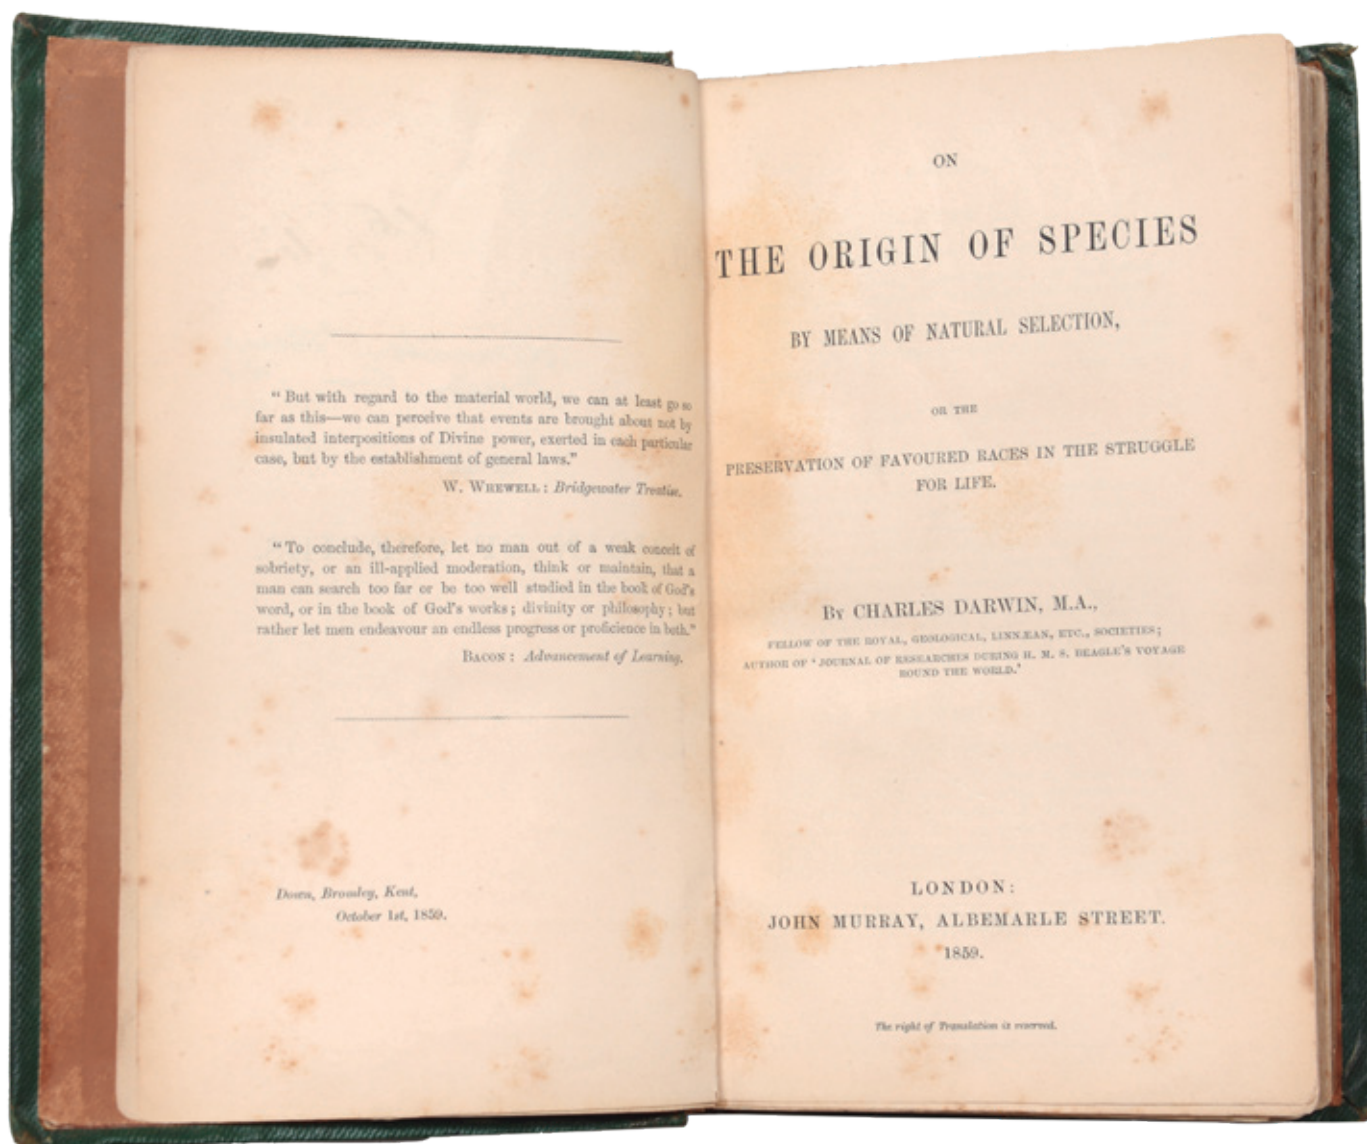 “ But with regard to the material world, we can at least go so
far as this—we can perceive that events are brought about not by
insulated interpositions of Divine power, exerted in each particular
case, but by the establishment of general laws.”
W. WHEWELL : Bridgewater Treatise.
“ To conclude, therefore, let no man out of a weak conceit of
sobriety, or an ill-applied moderation, think or maintain, that a
man can search too far or be too well studied in the book of God’s
word, or in the book of God’s works ; divinity or philosophy ; but
rather let men endeavour an endless progress or proficience in both.”
BACON : Advancement of Learning.
Down, Bromley, Kent,
October 1st, 1859.
ON
THE ORIGIN OF SPECIES
BY MEANS OF NATURAL SELECTION,
OR THE
PRESERVATION OF FAVOURED RACES IN THE STRUGGLE
FOR LIFE.
BY CHARLES DARWIN, M.A.,
FELLOW OF THE ROYAL, GEOLOGICAL, LINNÆAN, ETC., SOCIETIES ;
AUTHOR OF ‘ JOURNAL OF RESEARCHES DURING H. M. S. BEAGLE’S VOYAGE
ROUND THE WORLD.’
LONDON:
JOHN MURRAY, ALBEMARLE STREET.
1859.
The right of Translation is reserved.